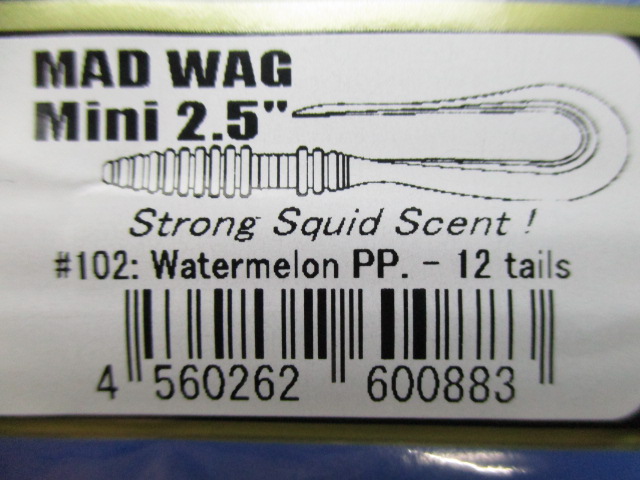 MAD WAG
Mini 2.5"
Strong Squid Scent !
#102: Watermelon PP. - 12 tails
4 560262 600883